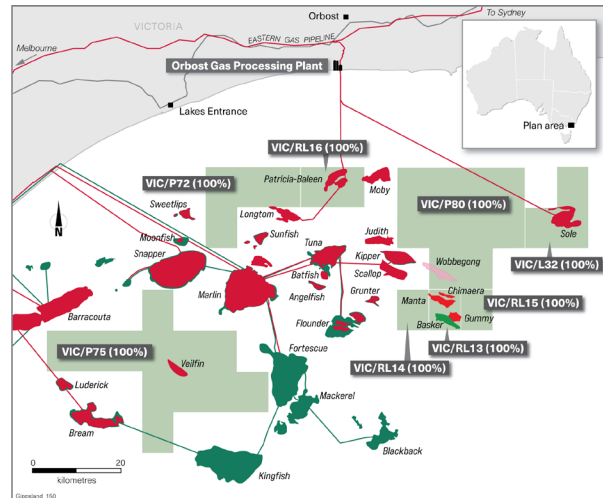 Orbost
To Sydney
VICTORIA
EASTERN GAS PIPELINE
Melbourne
Orbost Gas Processing Plant
Lakes Entrance
Plan area
VIC/RL16 (100%)
VIC/P72 (100%)
Patricia-Baleen
Moby
VIC/P80 (100%)
Sweetlips
Longtom
Sole
N
Moonfish
Sunfish
Judith
Snapper
Tuna
Kipper
Wobbegong
VIC/L32 (100%)
Batfish
Scallop
Marlin
Angelfish
Grunter
Chimaera
Manta
VIC/RL15 (100%)
Barracouta
Flounder
Gummy
Basker
VIC/RL13 (100%)
VIC/P75 (100%)
Fortescue
Veilfin
VIC/RL14 (100%)
Luderick
Mackerel
Bream
Blackback
0 20
kilometres
Kingfish
Gippsland 150